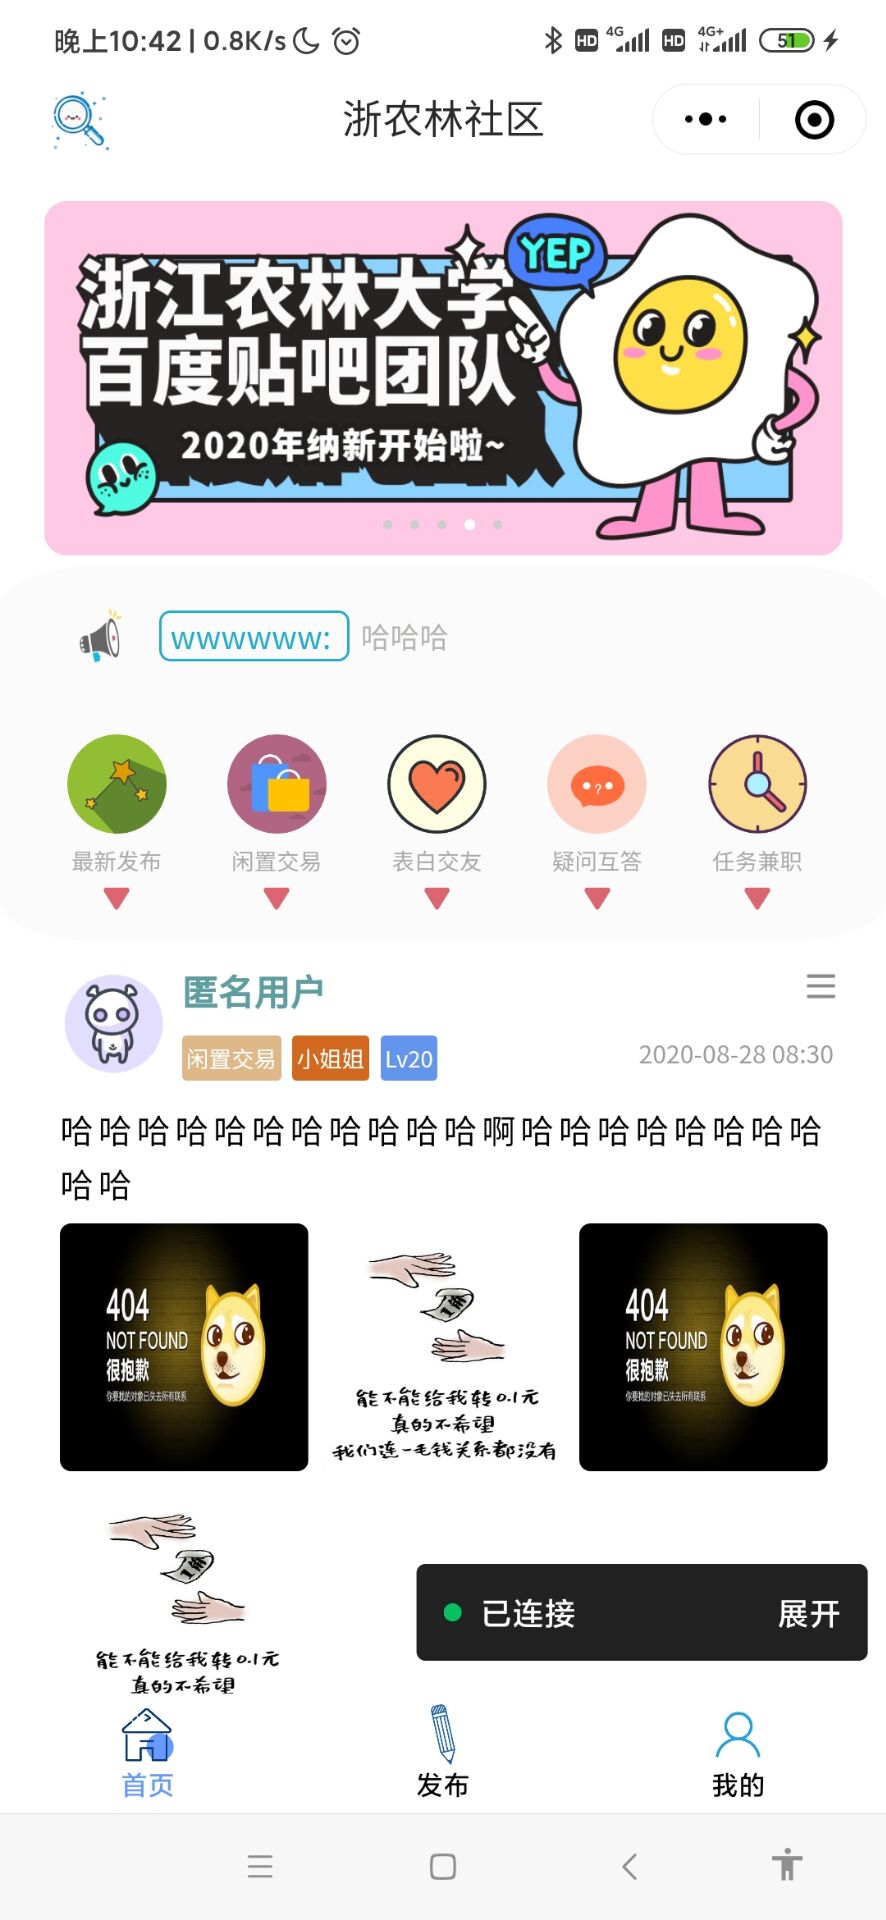 晚上10:42 | 0.8K/s
HD 4G HD 4G+ 51
浙农林社区
浙江农林大学
YEP
百度贴吧团队
2020年纳新开始啦~
wwwwww: 哈哈哈
最新发布 闲置交易 表白交友 疑问互答 任务兼职
匿名用户
闲置交易 小姐姐 Lv20 2020-08-28 08:30
哈哈哈哈哈哈哈哈哈哈哈啊哈哈哈哈哈哈哈哈
哈哈
404
NOT FOUND
很抱歉
你要找的对象已失去所有联系
1角
能不能给我转0.1元
真的不希望
我们连一毛钱关系都没有
404
NOT FOUND
很抱歉
你要找的对象已失去所有联系
1角
能不能给我转0.1元
真的不希望
已连接 展开
首页 发布 我的